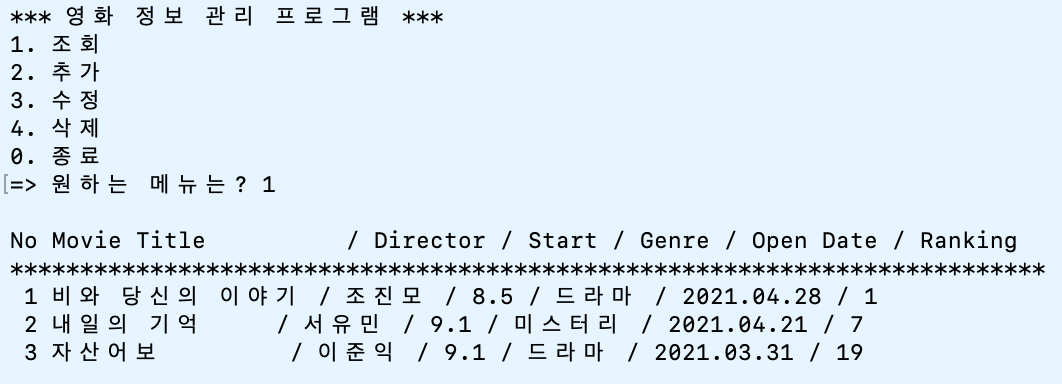 *** 영화 정보 관리 프로그램 ***
1. 조회
2. 추가
3. 수정
4. 삭제
0. 종료
[=> 원하는 메뉴는? 1
No Movie Title          / Director / Start / Genre / Open Date / Ranking
**************************************************************************
 1 비와 당신의 이야기 / 조진모 / 8.5 / 드라마 / 2021.04.28 / 1
 2 내일의 기억      / 서유민 / 9.1 / 미스터리 / 2021.04.21 / 7
 3 자산어보          / 이준익 / 9.1 / 드라마 / 2021.03.31 / 19